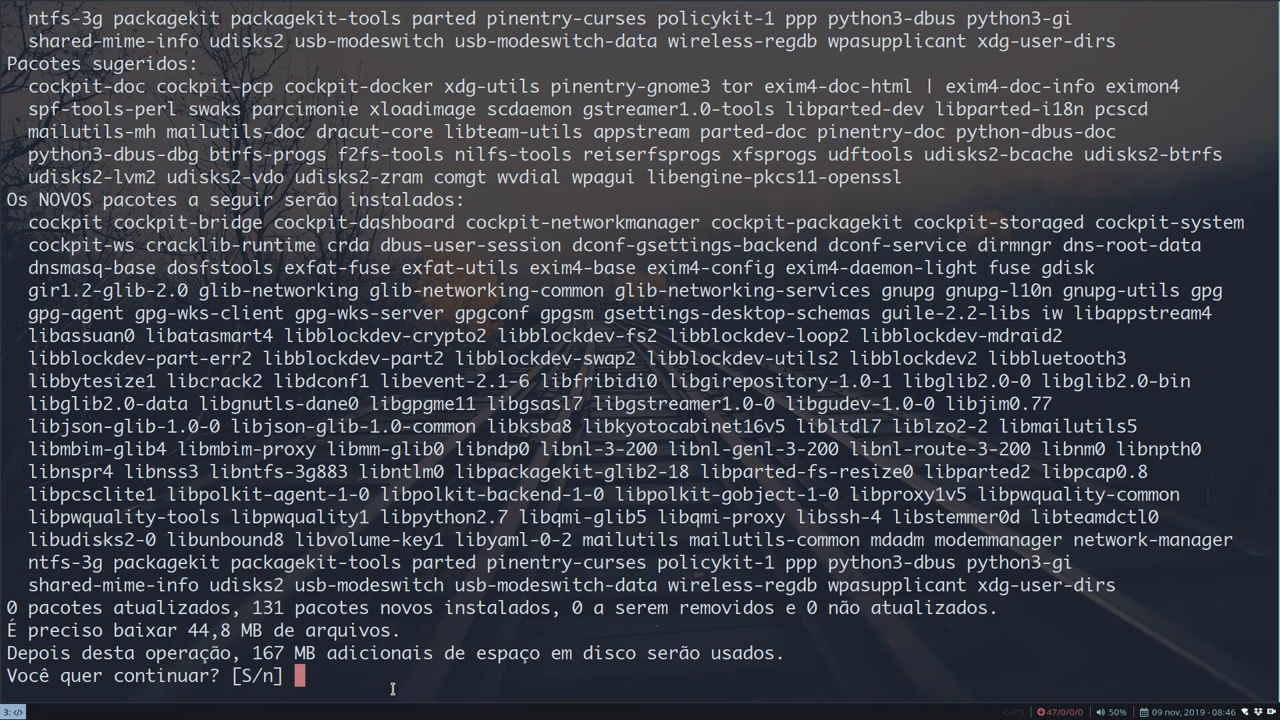 ntfs-3g packagekit packagekit-tools parted pinentry-curses policykit-1 ppp python3-dbus python3-gi
shared-mime-info udisks2 usb-modeswitch usb-modeswitch-data wireless-regdb wpasupplicant xdg-user-dirs
Pacotes sugeridos:
cockpit-doc cockpit-pcp cockpit-docker xdg-utils pinentry-gnome3 tor exim4-doc-html | exim4-doc-info eximon4
spf-tools-perl swaks parcimonie xloadimage scdaemon gstreamer1.0-tools libparted-dev libparted-i18n pcscd
mailutils-mh mailutils-doc dracut-core libteam-utils appstream parted-doc pinentry-doc python-dbus-doc
python3-dbus-dbg btrfs-progs f2fs-tools nilfs-tools reiserfsprogs xfsprogs udftools udisks2-bcache udisks2-btrfs
udisks2-lvm2 udisks2-vdo udisks2-zram comgt wvdial wpagui libengine-pkcs11-openssl
Os NOVOS pacotes a seguir serão instalados:
cockpit cockpit-bridge cockpit-dashboard cockpit-networkmanager cockpit-packagekit cockpit-storaged cockpit-system
cockpit-ws cracklib-runtime crda dbus-user-session dconf-gsettings-backend dconf-service dirmngr dns-root-data
dnsmasq-base dosfstools exfat-fuse exfat-utils exim4-base exim4-config exim4-daemon-light fuse gdisk
gir1.2-glib-2.0 glib-networking glib-networking-common glib-networking-services gnupg gnupg-l10n gnupg-utils gpg
gpg-agent gpg-wks-client gpg-wks-server gpgconf gpgsm gsettings-desktop-schemas guile-2.2-libs iw libappstream4
libassuan0 libatasmart4 libblockdev-crypto2 libblockdev-fs2 libblockdev-loop2 libblockdev-mdraid2
libblockdev-part-err2 libblockdev-part2 libblockdev-swap2 libblockdev-utils2 libblockdev2 libbluetooth3
libbytesize1 libcrack2 libdconf1 libevent-2.1-6 libfribidi0 libgirepository-1.0-1 libglib2.0-0 libglib2.0-bin
libglib2.0-data libgnutls-dane0 libgpgme11 libgsasl7 libgstreamer1.0-0 libgudev-1.0-0 libjim0.77
libjson-glib-1.0-0 libjson-glib-1.0-common libksba8 libkyotocabinet16v5 libltdl7 liblzo2-2 libmailutils5
libmbim-glib4 libmbim-proxy libmm-glib0 libndp0 libnl-3-200 libnl-genl-3-200 libnl-route-3-200 libnm0 libnpth0
libnspr4 libnss3 libntfs-3g883 libntlm0 libpackagekit-glib2-18 libparted-fs-resize0 libparted2 libpcap0.8
libpcsclite1 libpolkit-agent-1-0 libpolkit-backend-1-0 libpolkit-gobject-1-0 libproxy1v5 libpwquality-common
libpwquality-tools libpwquality1 libpython2.7 libqmi-glib5 libqmi-proxy libssh-4 libstemmer0d libteamdctl0
libudisks2-0 libunbound8 libvolume-key1 libyaml-0-2 mailutils mailutils-common mdadm modemmanager network-manager
ntfs-3g packagekit packagekit-tools parted pinentry-curses policykit-1 ppp python3-dbus python3-gi
shared-mime-info udisks2 usb-modeswitch usb-modeswitch-data wireless-regdb wpasupplicant xdg-user-dirs
0 pacotes atualizados, 131 pacotes novos instalados, 0 a serem removidos e 0 não atualizados.
É preciso baixar 44,8 MB de arquivos.
Depois desta operação, 167 MB adicionais de espaço em disco serão usados.
Você quer continuar? [S/n]
3: </> CAPS 47/0/0/0 50% 09 nov, 2019 - 08:46